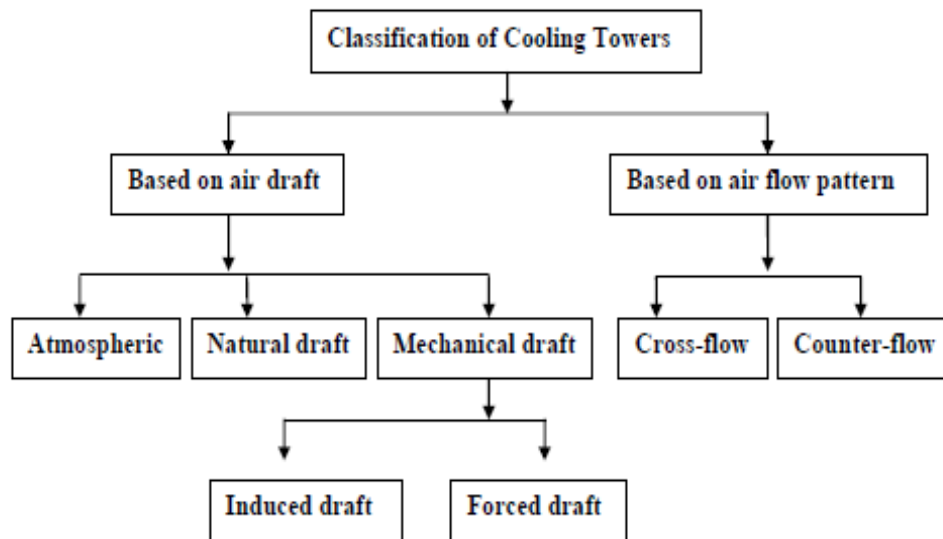 Classification of Cooling Towers
Based on air draft
Based on air flow pattern
Atmospheric
Natural draft
Mechanical draft
Cross-flow
Counter-flow
Induced draft
Forced draft